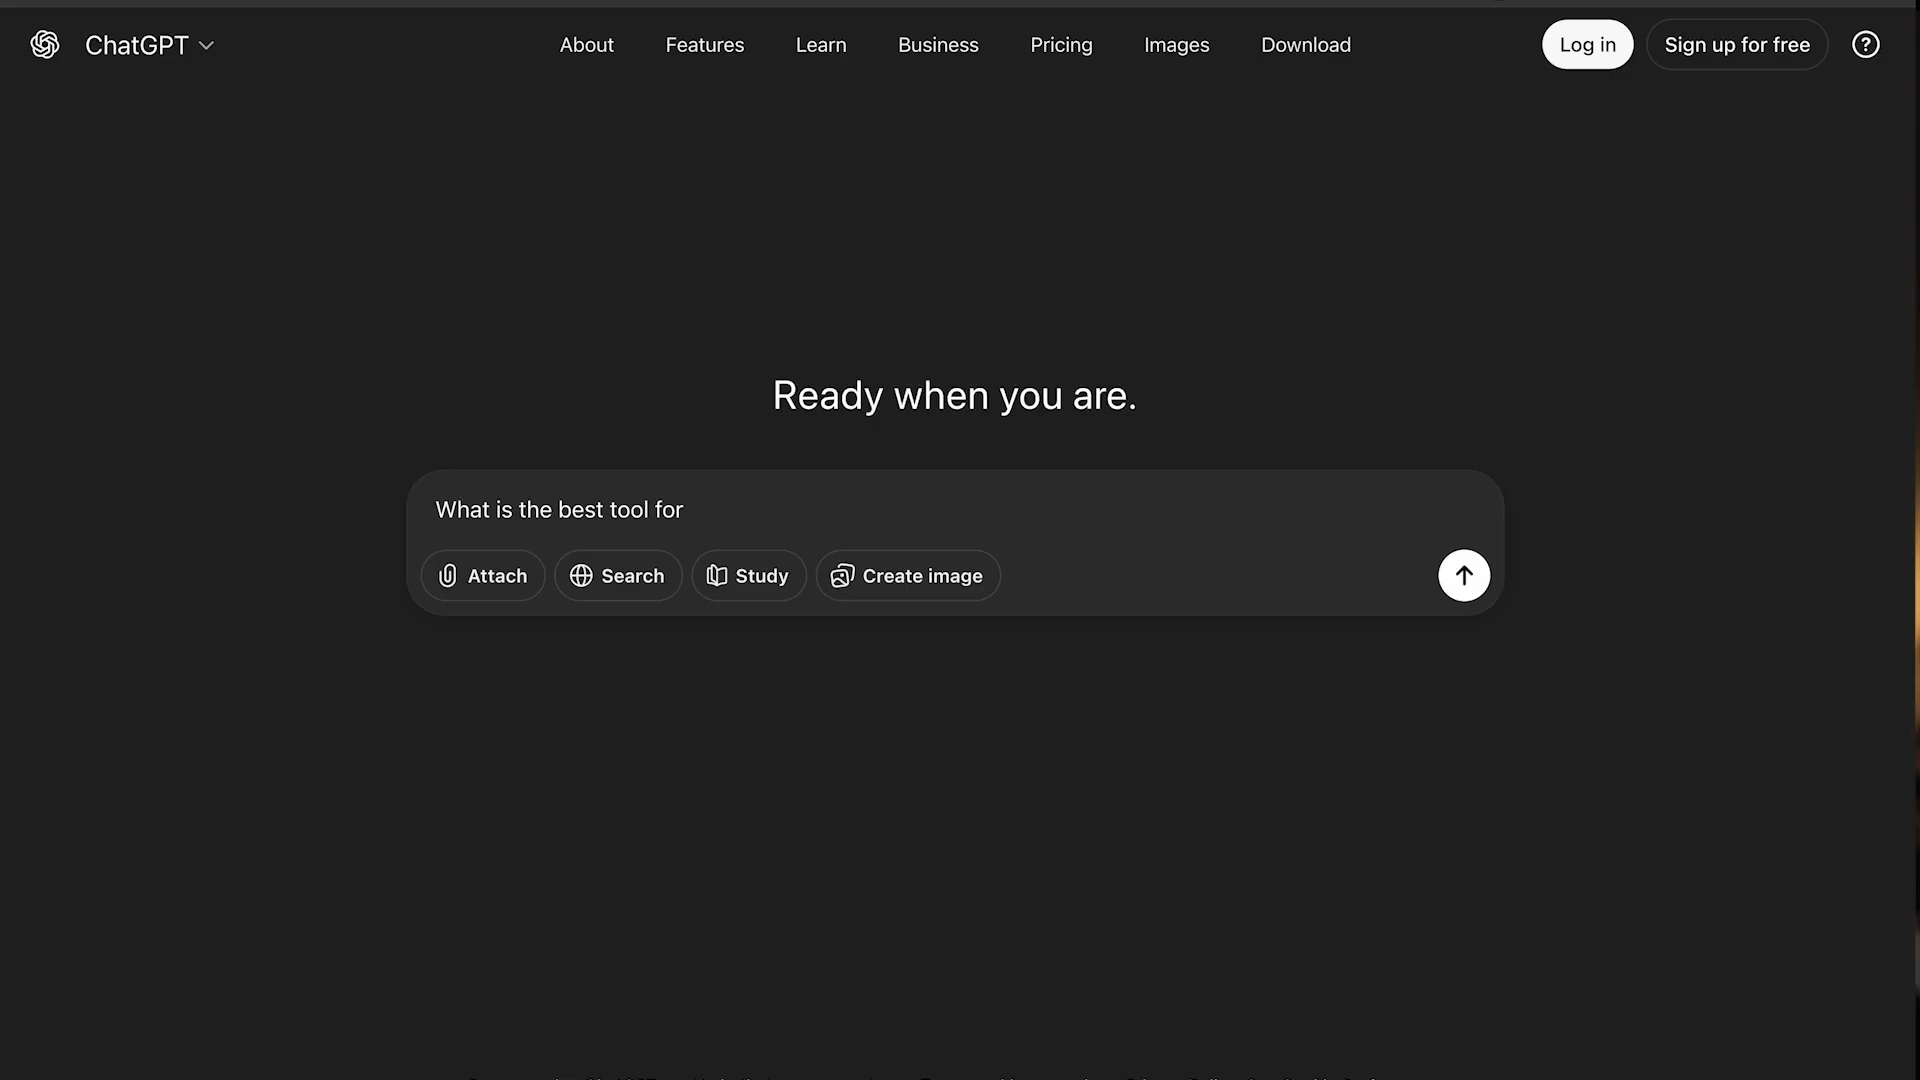 ChatGPT
About Features Learn Business Pricing Images Download
Log in Sign up for free ?
Ready when you are.
What is the best tool for
Attach Search Study Create image